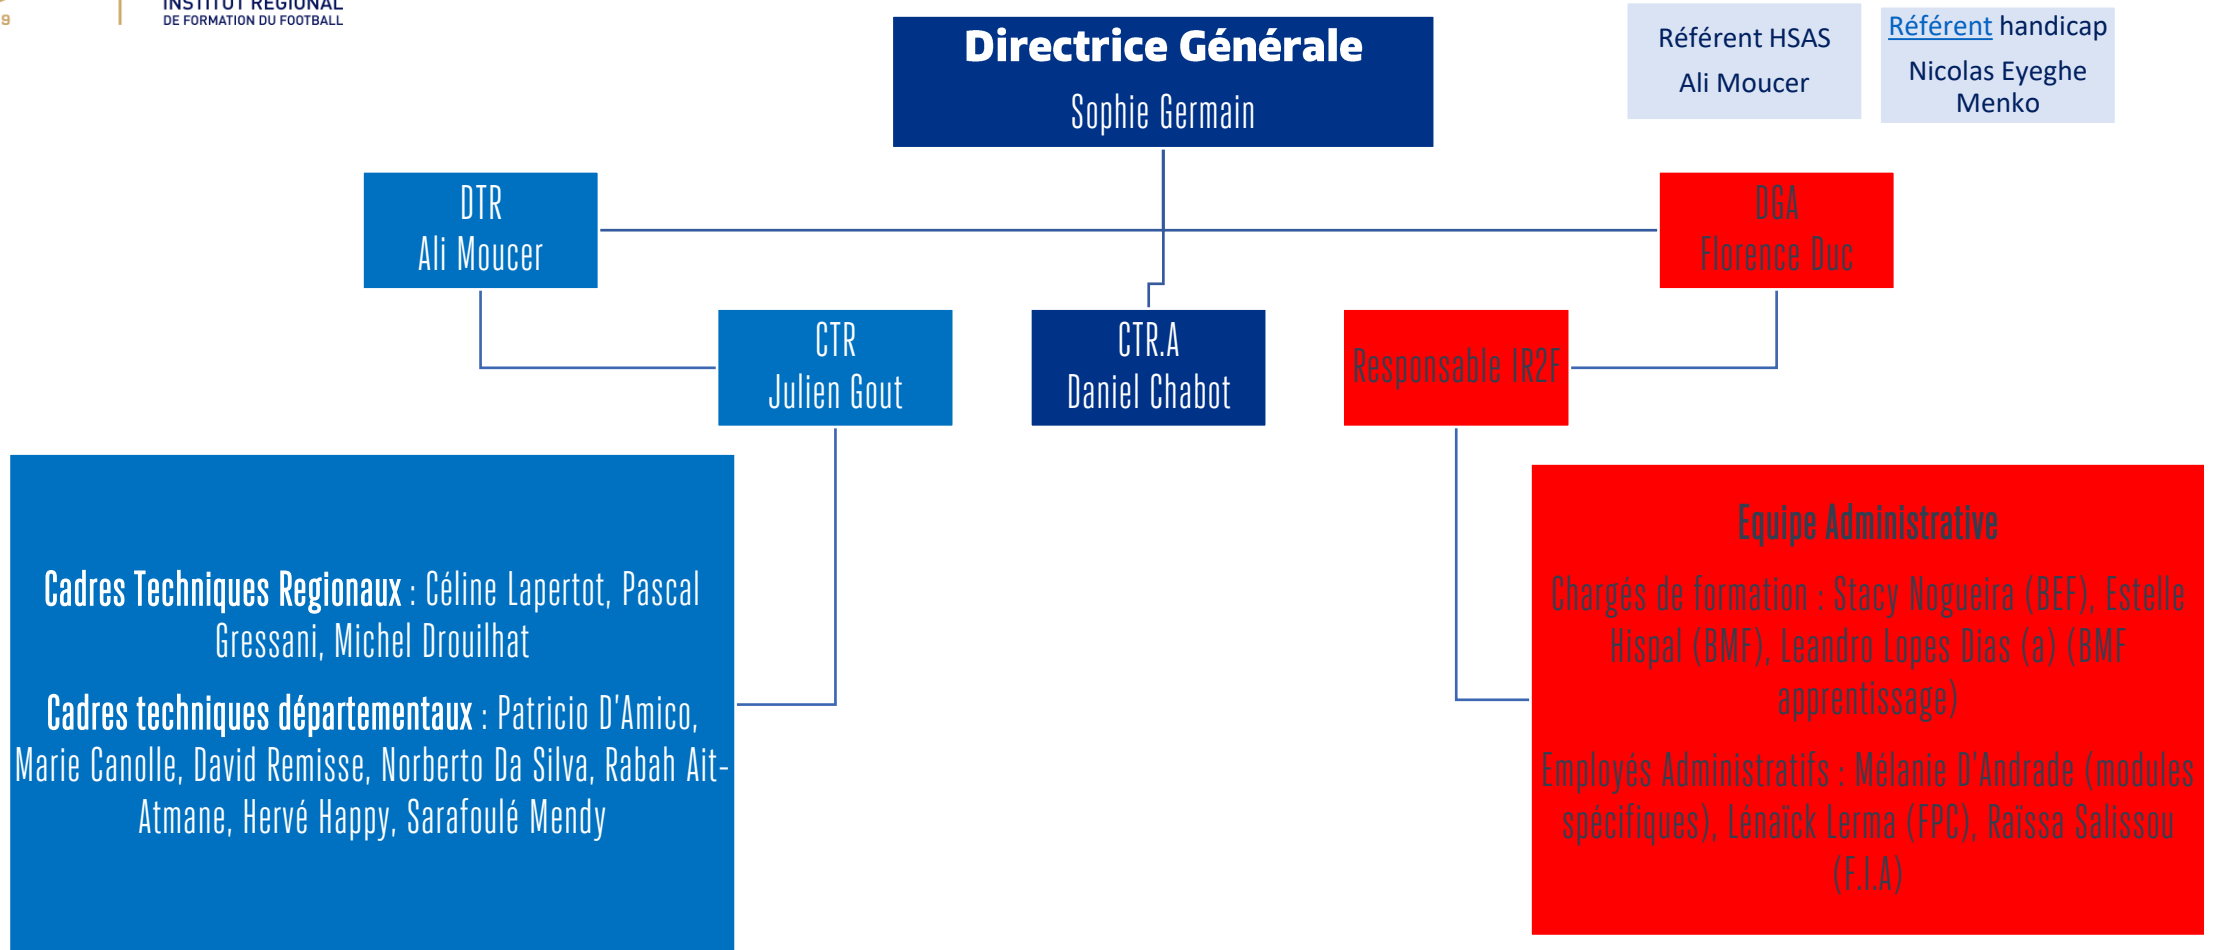 9
INSTITUT RÉGIONAL
DE FORMATION DU FOOTBALL
Directrice Générale
Sophie Germain
Référent HSAS
Ali Moucer
Référent handicap
Nicolas Eyeghe
Menko
DTR
Ali Moucer
DGA
Florence Duc
CTR
Julien Gout
CTR.A
Daniel Chabot
Responsable IR2F
Cadres Techniques Regionaux : Céline Lapertot, Pascal
Gressani, Michel Drouilhat
Cadres techniques départementaux : Patricio D'Amico,
Marie Canolle, David Remisse, Norberto Da Silva, Rabah Ait-
Atmane, Hervé Happy, Sarafoulé Mendy
Equipe Administrative
Chargés de formation : Stacy Nogueira (BEF), Estelle
Hispal (BMF), Leandro Lopes Dias (a) (BMF
apprentissage)
Employés Administratifs : Mélanie D'Andrade (modules
spécifiques), Lénaïck Lerma (FPC), Raïssa Salissou
(F.I.A)